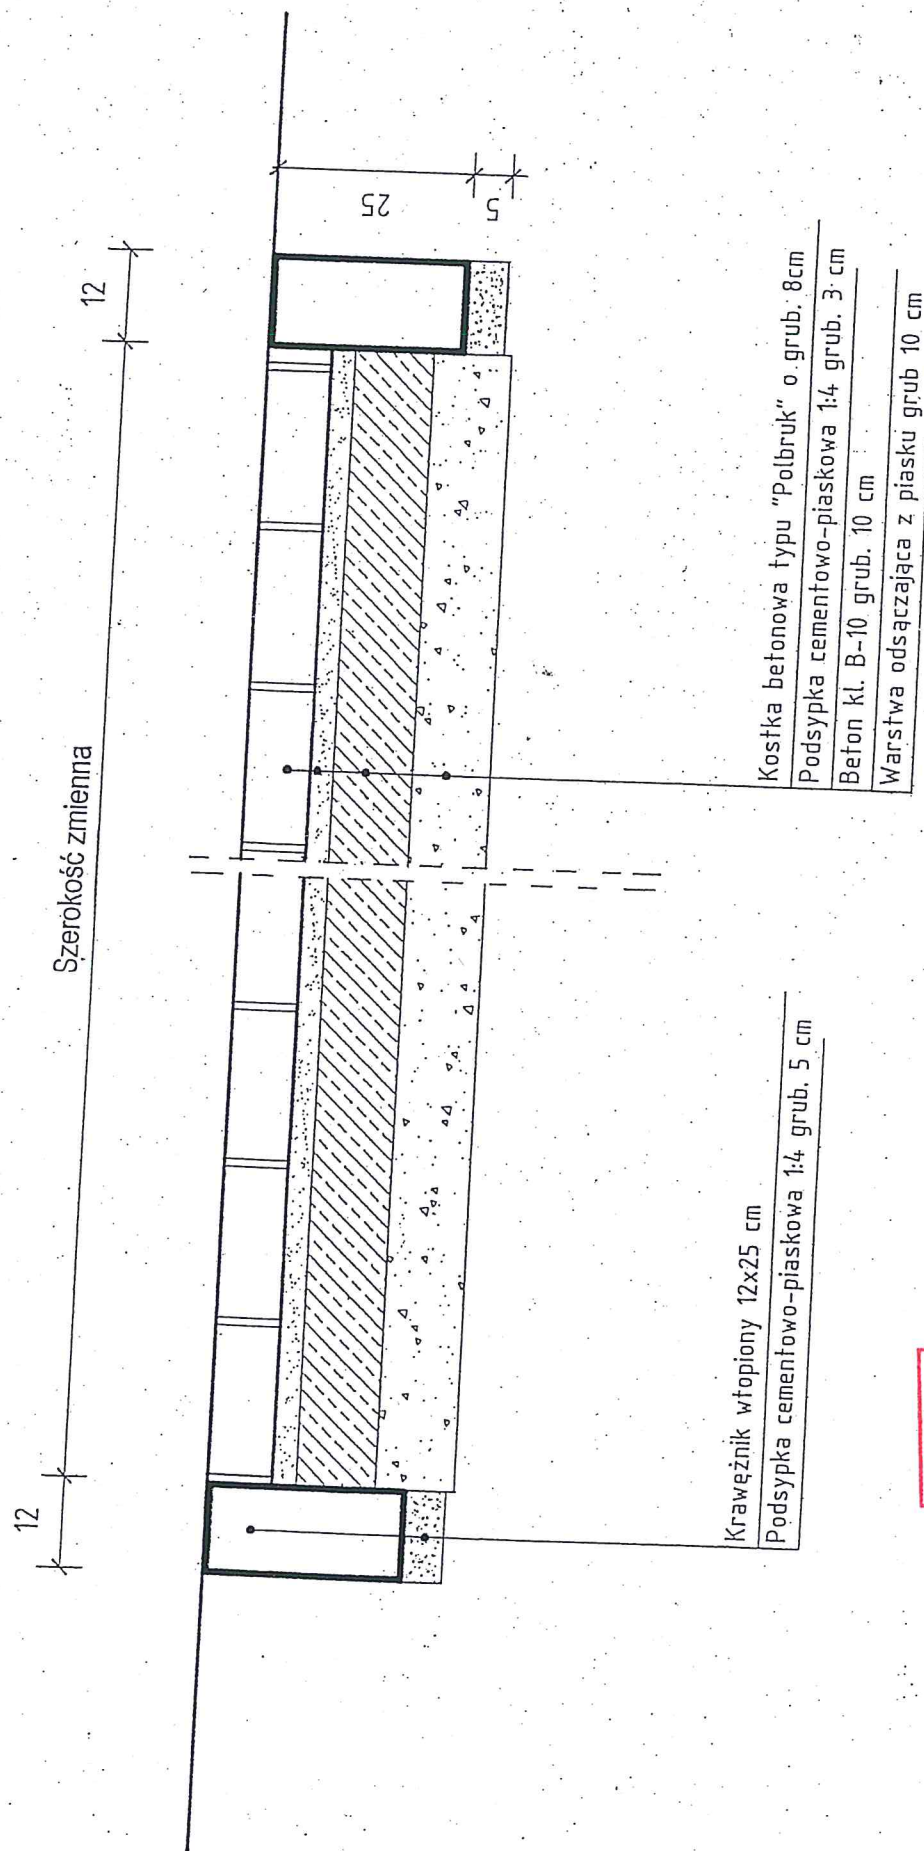 12
Szerokość zmienna
12
25
5
Krawężnik wtopiony 12x25 cm
Podsypka cementowo-piaskowa 1:4 grub. 5 cm
Kostka betonowa typu "Polbruk" o grub. 8cm
Podsypka cementowo-piaskowa 1:4 grub. 3 cm
Beton kl. B-10 grub. 10 cm
Warstwa odsączająca z piasku grub 10 cm